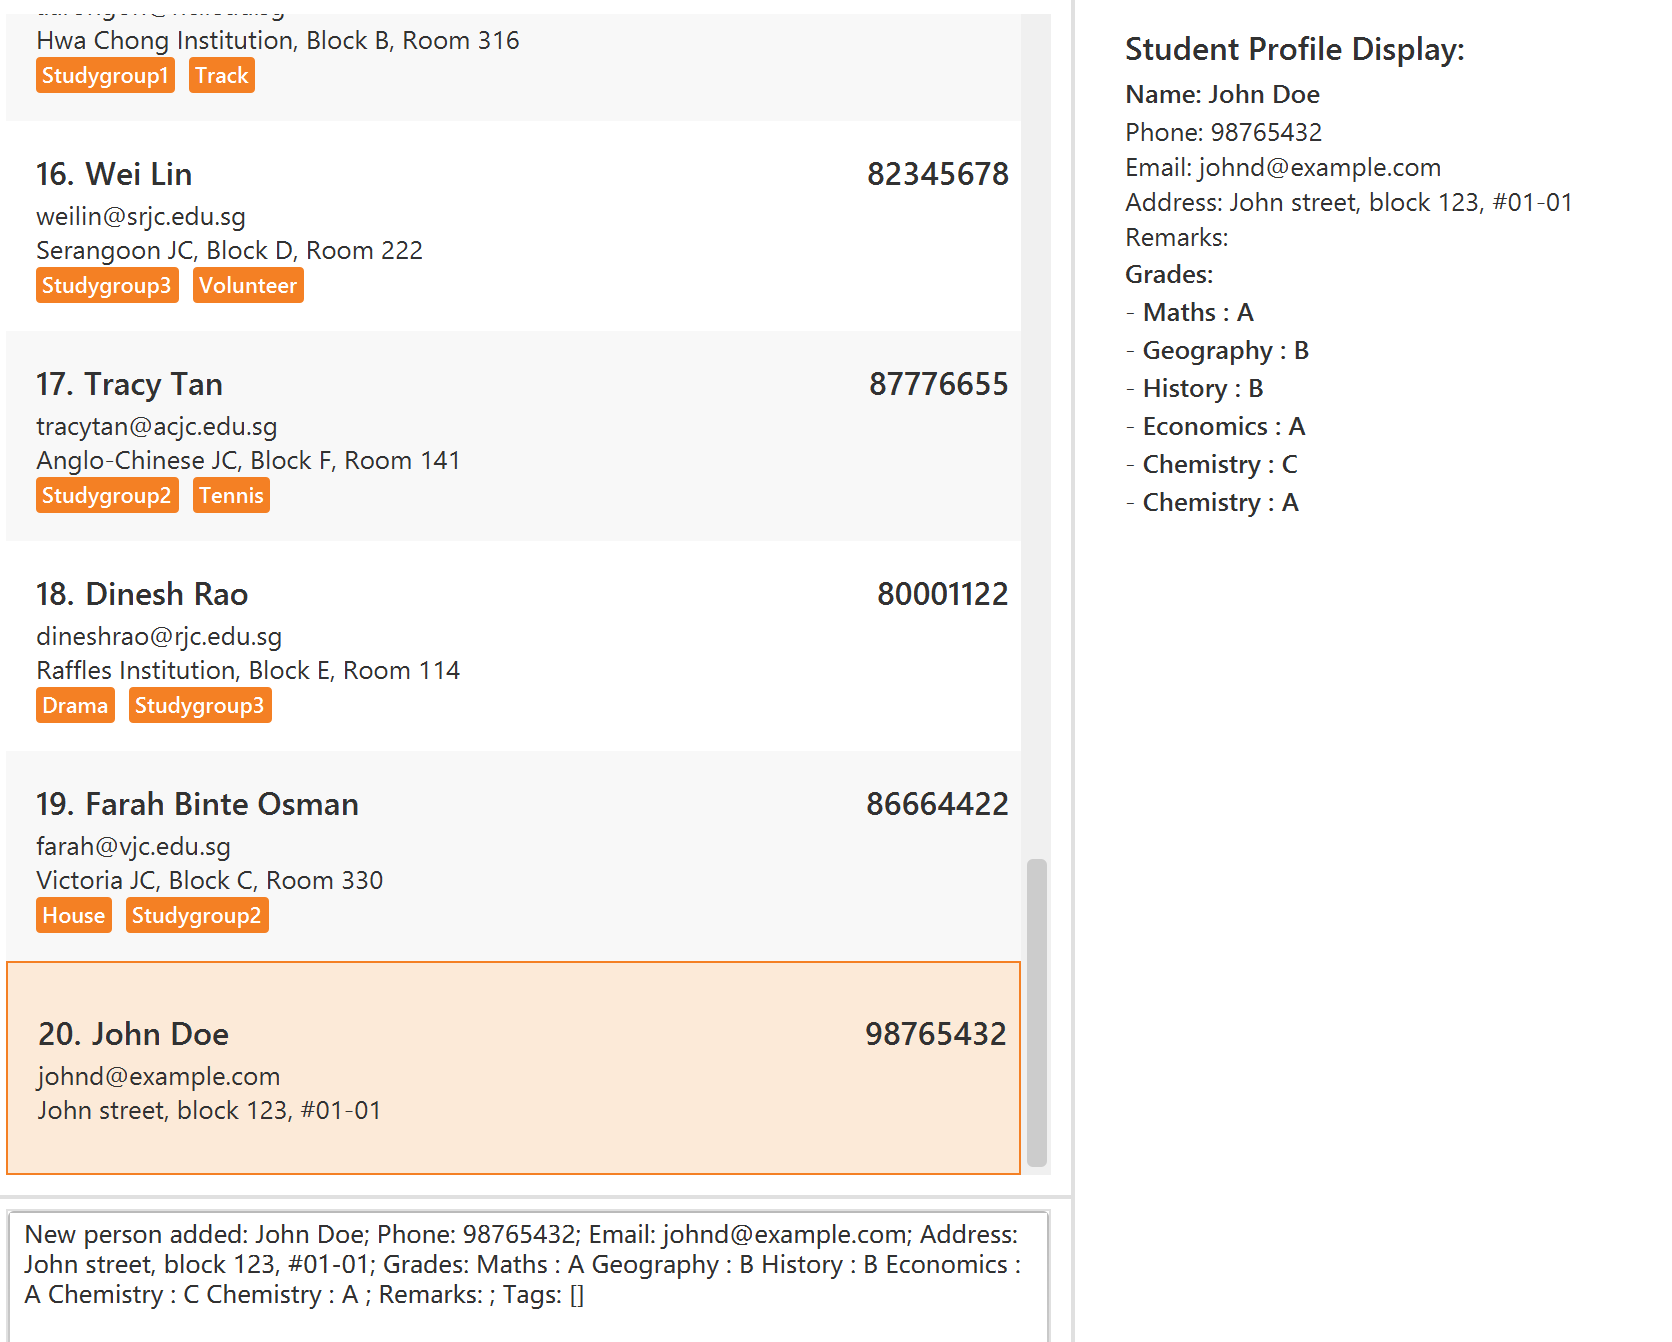 Hwa Chong Institution, Block B, Room 316
Studygroup1 Track
16. Wei Lin 82345678
weilin@srjc.edu.sg
Serangoon JC, Block D, Room 222
Studygroup3 Volunteer
17. Tracy Tan 87776655
tracytan@acjc.edu.sg
Anglo-Chinese JC, Block F, Room 141
Studygroup2 Tennis
18. Dinesh Rao 80001122
dineshrao@rjc.edu.sg
Raffles Institution, Block E, Room 114
Drama Studygroup3
19. Farah Binte Osman 86664422
farah@vjc.edu.sg
Victoria JC, Block C, Room 330
House Studygroup2
20. John Doe 98765432
johnd@example.com
John street, block 123, #01-01
New person added: John Doe; Phone: 98765432; Email: johnd@example.com; Address:
John street, block 123, #01-01; Grades: Maths : A Geography : B History : B Economics :
A Chemistry : C Chemistry : A ; Remarks: ; Tags: []
Student Profile Display:
Name: John Doe
Phone: 98765432
Email: johnd@example.com
Address: John street, block 123, #01-01
Remarks:
Grades:
- Maths : A
- Geography : B
- History : B
- Economics : A
- Chemistry : C
- Chemistry : A